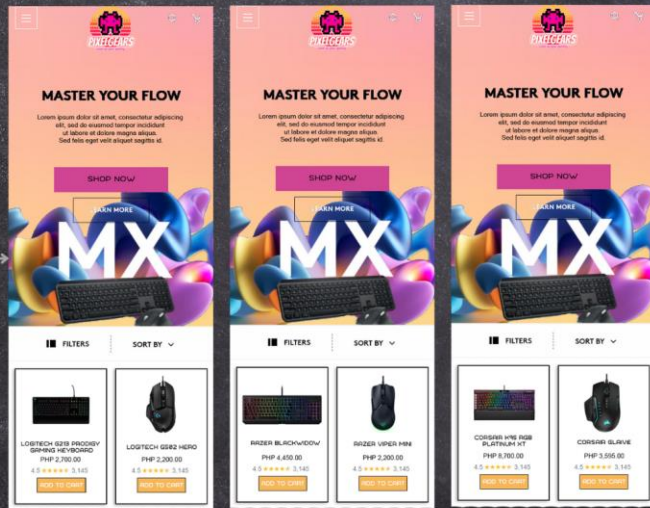 PIXELGEARS
MASTER YOUR FLOW
Lorem ipsum dolor sit amet, consectetur adipiscing
elit, sed do eiusmod tempor incididunt
ut labore et dolore magna aliqua.
Sed felis eget velit aliquet sagittis id.
SHOP NOW
LEARN MORE
MX
FILTERS
SORT BY
LOGITECH G213 PRODIGY
GAMING KEYBOARD
PHP 2,700.00
4.5 ★★★★★ 3,145
ADD TO CART
LOGITECH G502 HERO
PHP 2,200.00
4.5 ★★★★★ 3,145
ADD TO CART
PIXELGEARS
MASTER YOUR FLOW
Lorem ipsum dolor sit amet, consectetur adipiscing
elit, sed do eiusmod tempor incididunt
ut labore et dolore magna aliqua.
Sed felis eget velit aliquet sagittis id.
SHOP NOW
LEARN MORE
MX
FILTERS
SORT BY
RAZER BLACKWIDOW
PHP 4,450.00
4.5 ★★★★★ 3,145
ADD TO CART
RAZER VIPER MINI
PHP 2,200.00
4.5 ★★★★★ 3,145
ADD TO CART
PIXELGEARS
MASTER YOUR FLOW
Lorem ipsum dolor sit amet, consectetur adipiscing
elit, sed do eiusmod tempor incididunt
ut labore et dolore magna aliqua.
Sed felis eget velit aliquet sagittis id.
SHOP NOW
LEARN MORE
MX
FILTERS
SORT BY
CORSAIR K95 RGB
PLATINUM XT
PHP 8,760.00
4.5 ★★★★★ 3,145
ADD TO CART
CORSAIR GLAIVE
PHP 3,595.00
4.5 ★★★★★ 3,145
ADD TO CART